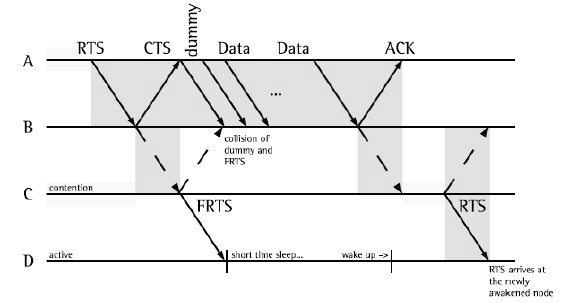 dummy
RTS CTS Data Data ACK
A
...
B
collision of
dummy and
FRTS
contention
C
FRTS RTS
active short time sleep... wake up ->
D
RTS arrives at
the newly
awakened node